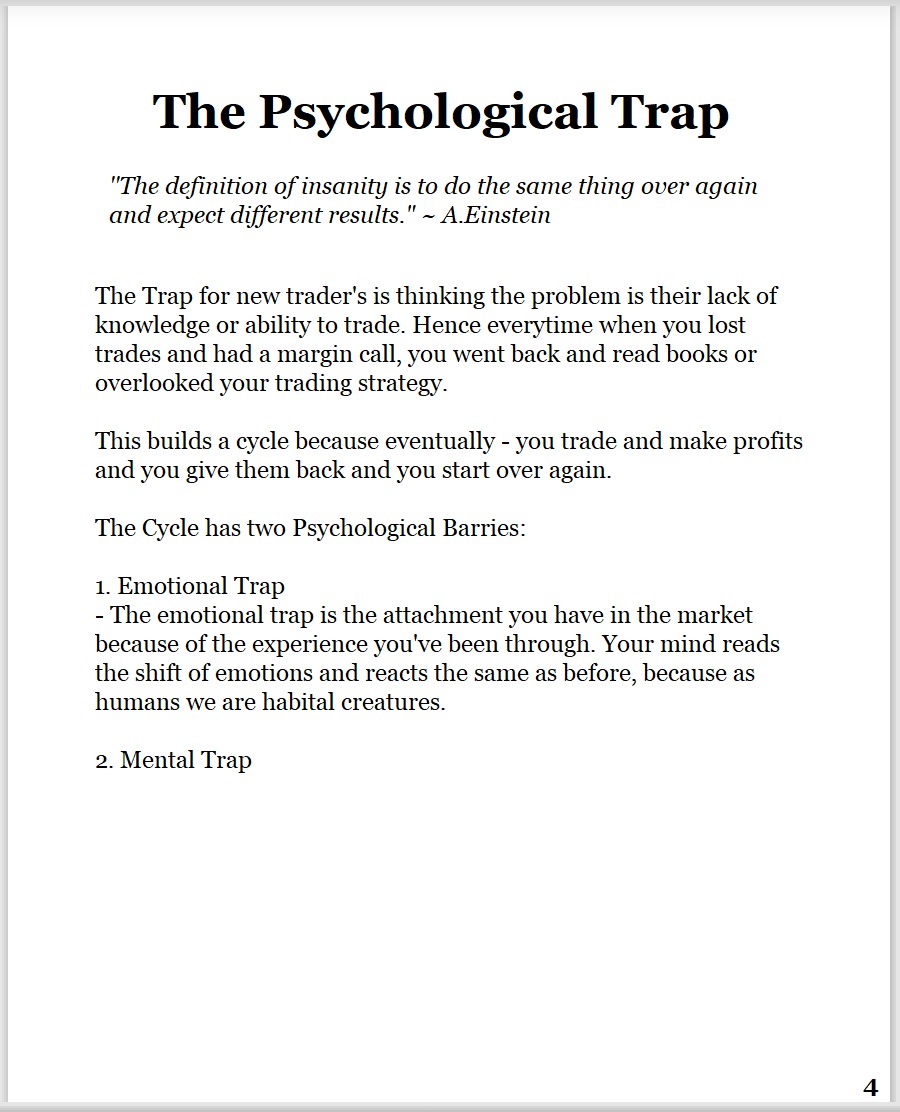 The Psychological Trap
"The definition of insanity is to do the same thing over again
and expect different results." ~ A.Einstein
The Trap for new trader's is thinking the problem is their lack of
knowledge or ability to trade. Hence everytime when you lost
trades and had a margin call, you went back and read books or
overlooked your trading strategy.
This builds a cycle because eventually - you trade and make profits
and you give them back and you start over again.
The Cycle has two Psychological Barries:
1. Emotional Trap
- The emotional trap is the attachment you have in the market
because of the experience you've been through. Your mind reads
the shift of emotions and reacts the same as before, because as
humans we are habital creatures.
2. Mental Trap
4